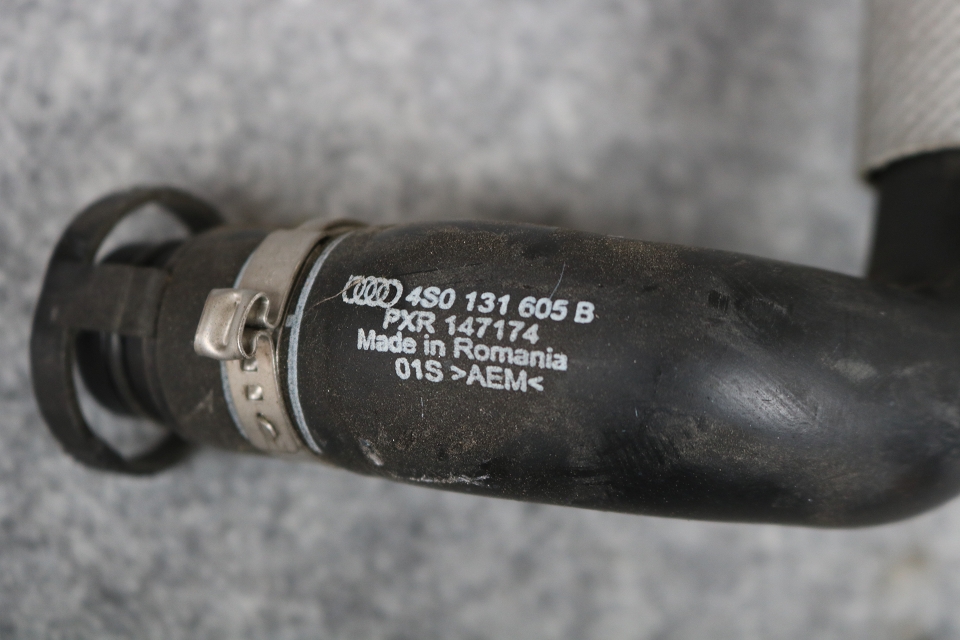 4S0 131 605 B
PXR 147174
Made in Romania
01S >AEM<